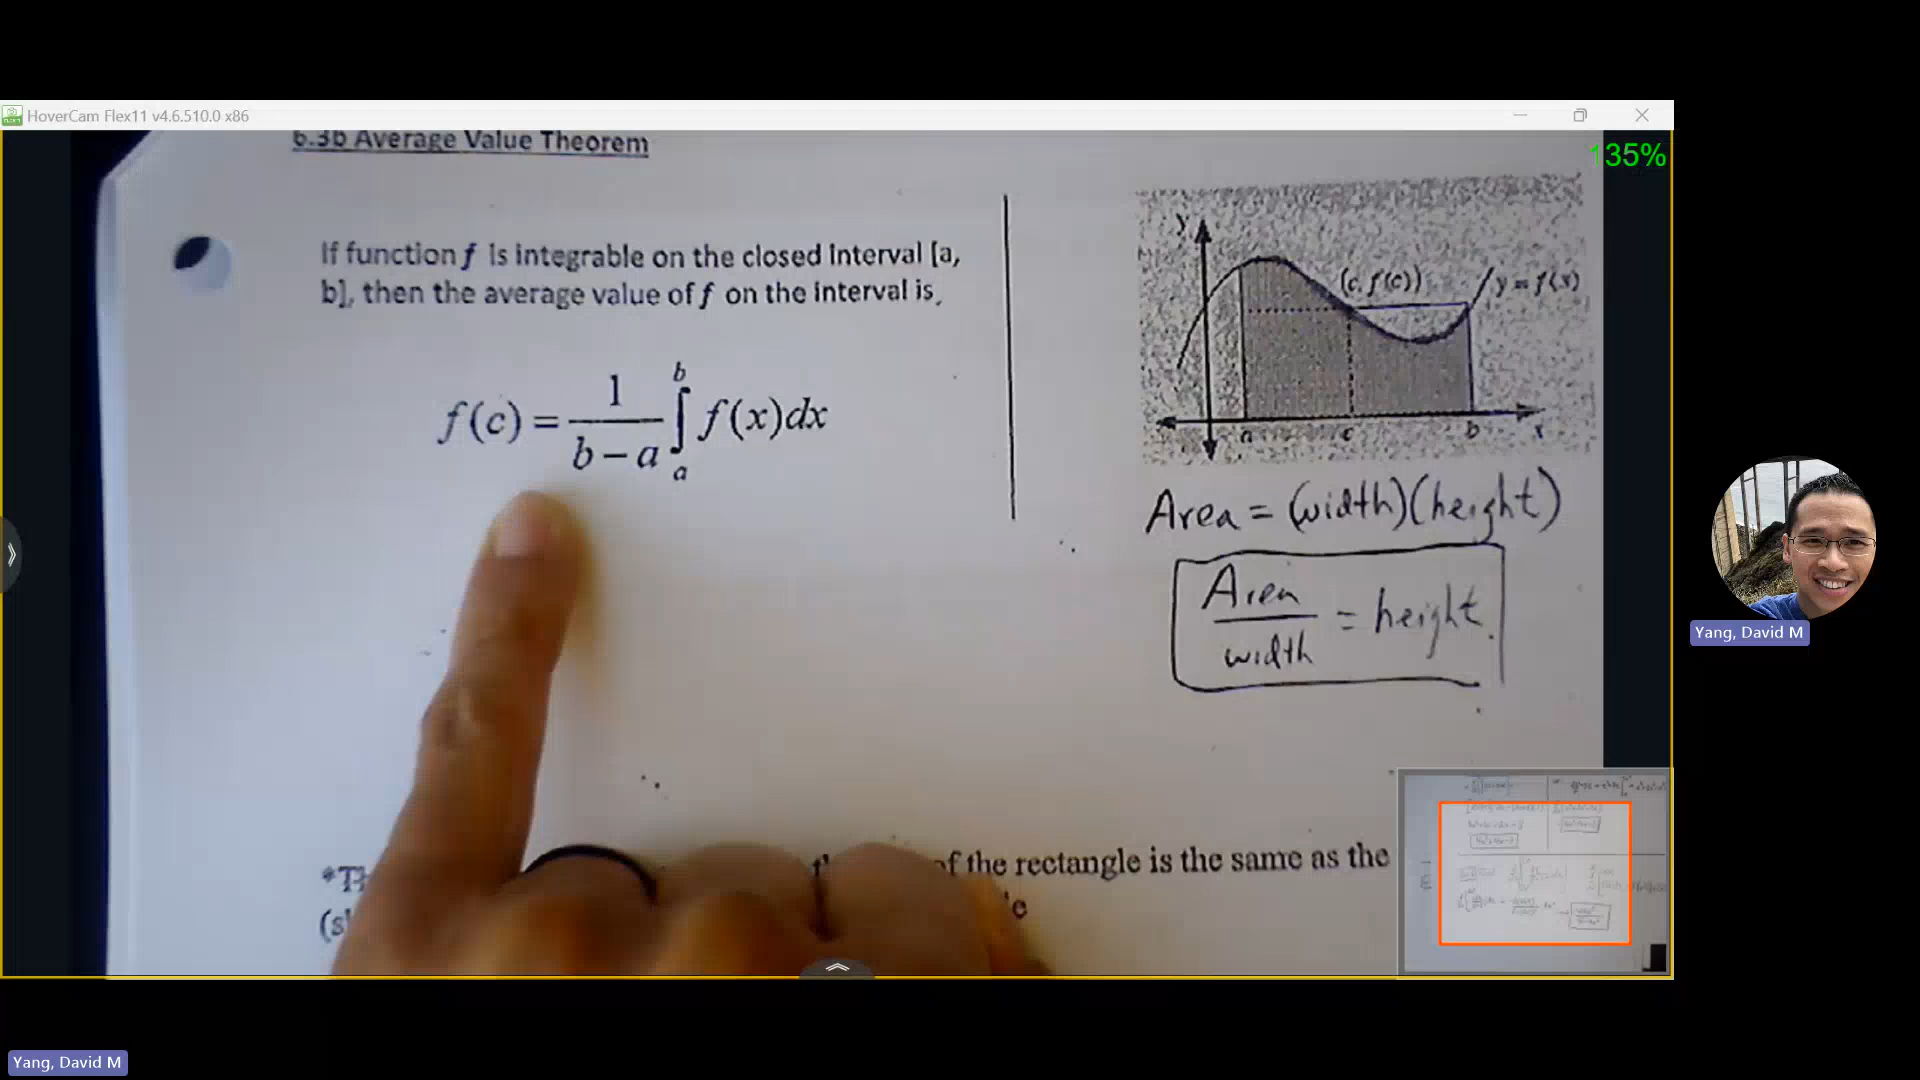 HoverCam Flex11 v4.6.510.0 x86
135%
6.3b Average Value Theorem
If function f is integrable on the closed interval [a,
b], then the average value of f on the interval is,
f(c) = 1/(b-a) ∫_a^b f(x)dx
y
(c, f(c))
y = f(x)
a c b x
Area = (width)(height)
Area/width = height.
of the rectangle is the same as the
Yang, David M
Yang, David M